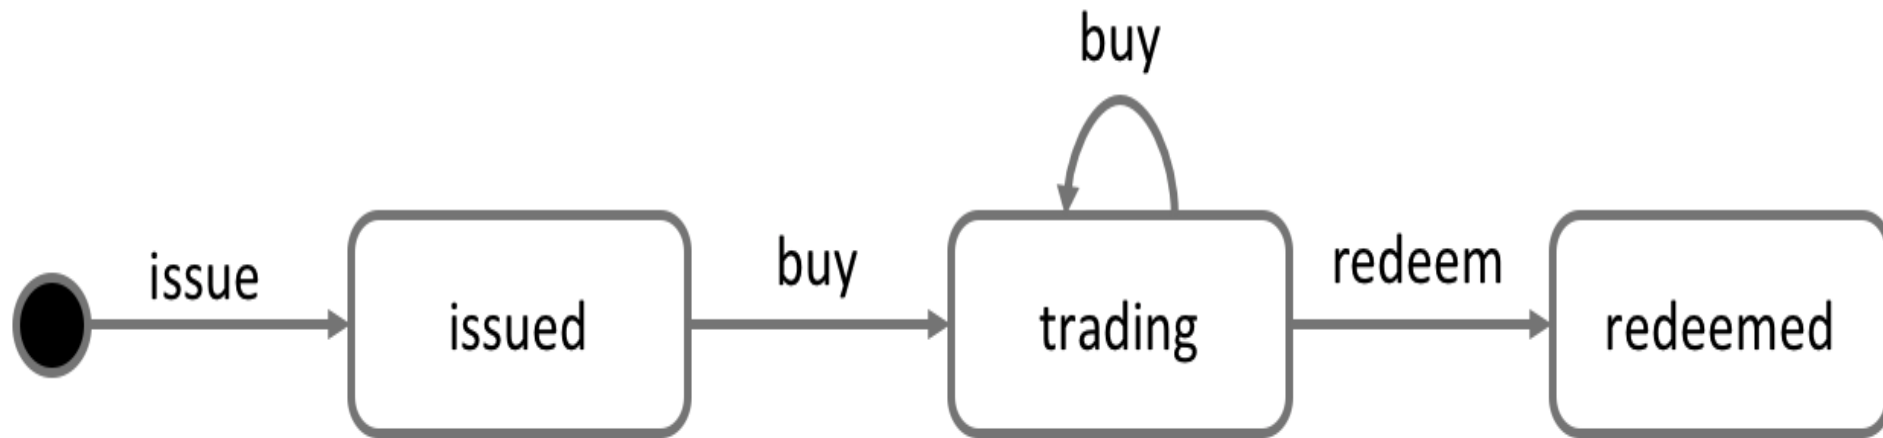 buy
issue
buy
redeem
issued
trading
redeemed